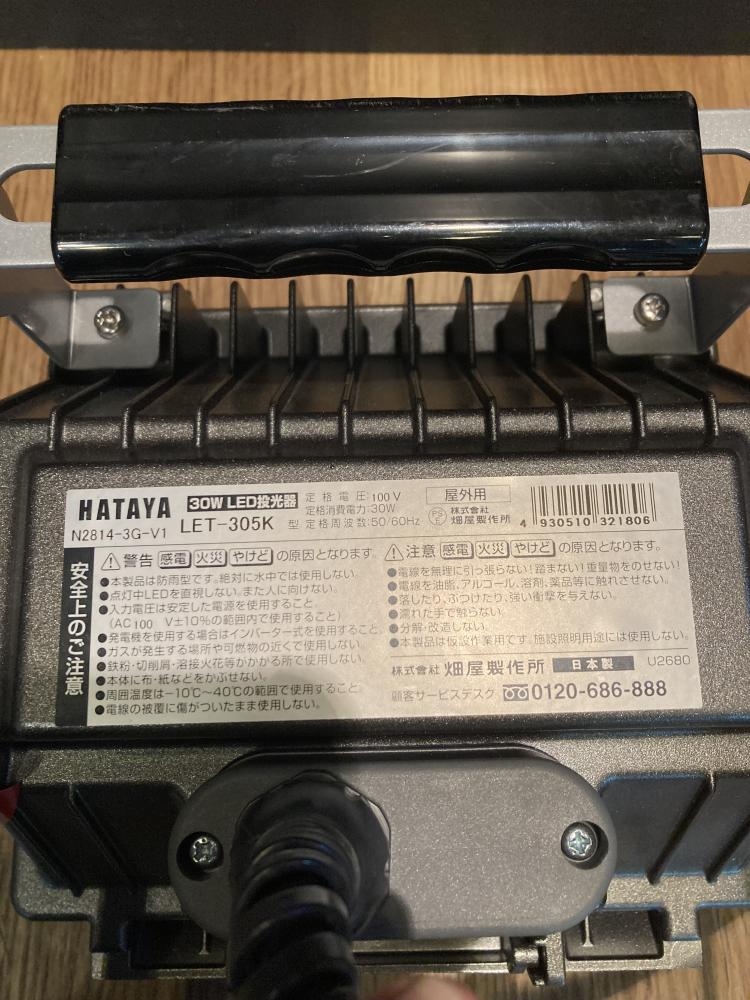 HATAYA 30W LED投光器
N2814-3G-V1 LET-305K 型
定格電圧:100V
定格消費電力:30W
定格周波数:50/60Hz
屋外用
PS E 株式会社 畑屋製作所
4 930510 321806
安全上のご注意
⚠警告 感電 火災 やけど の原因となります。
●本製品は防雨型です。絶対に水中では使用しない。
●点灯中LEDを直視しない。また人に向けない。
●入力電圧は安定した電源を使用すること。
(AC100 V±10%の範囲内で使用すること)
●発電機を使用する場合はインバーター式を使用すること。
●ガスが発生する場所や可燃物の近くで使用しない。
●鉄粉・切削屑・溶接火花等がかかる所で使用しない。
●本体に布・紙などをかぶせない。
●周囲温度は−10℃〜40℃の範囲で使用すること。
●電線の被覆に傷がついたまま使用しない。
⚠注意 感電 火災 やけど の原因となります。
●電線を無理に引っ張らない!踏まない!重量物をのせない!
●電線を油脂、アルコール、溶剤、薬品等に触れさせない。
●落したり、ぶつけたり、強い衝撃を与えない。
●濡れた手で触らない。
●分解・改造しない。
●本製品は仮設作業用です。施設照明用途には使用しない。
株式会社 畑屋製作所 日本製 U2680
顧客サービスデスク 0120-686-888